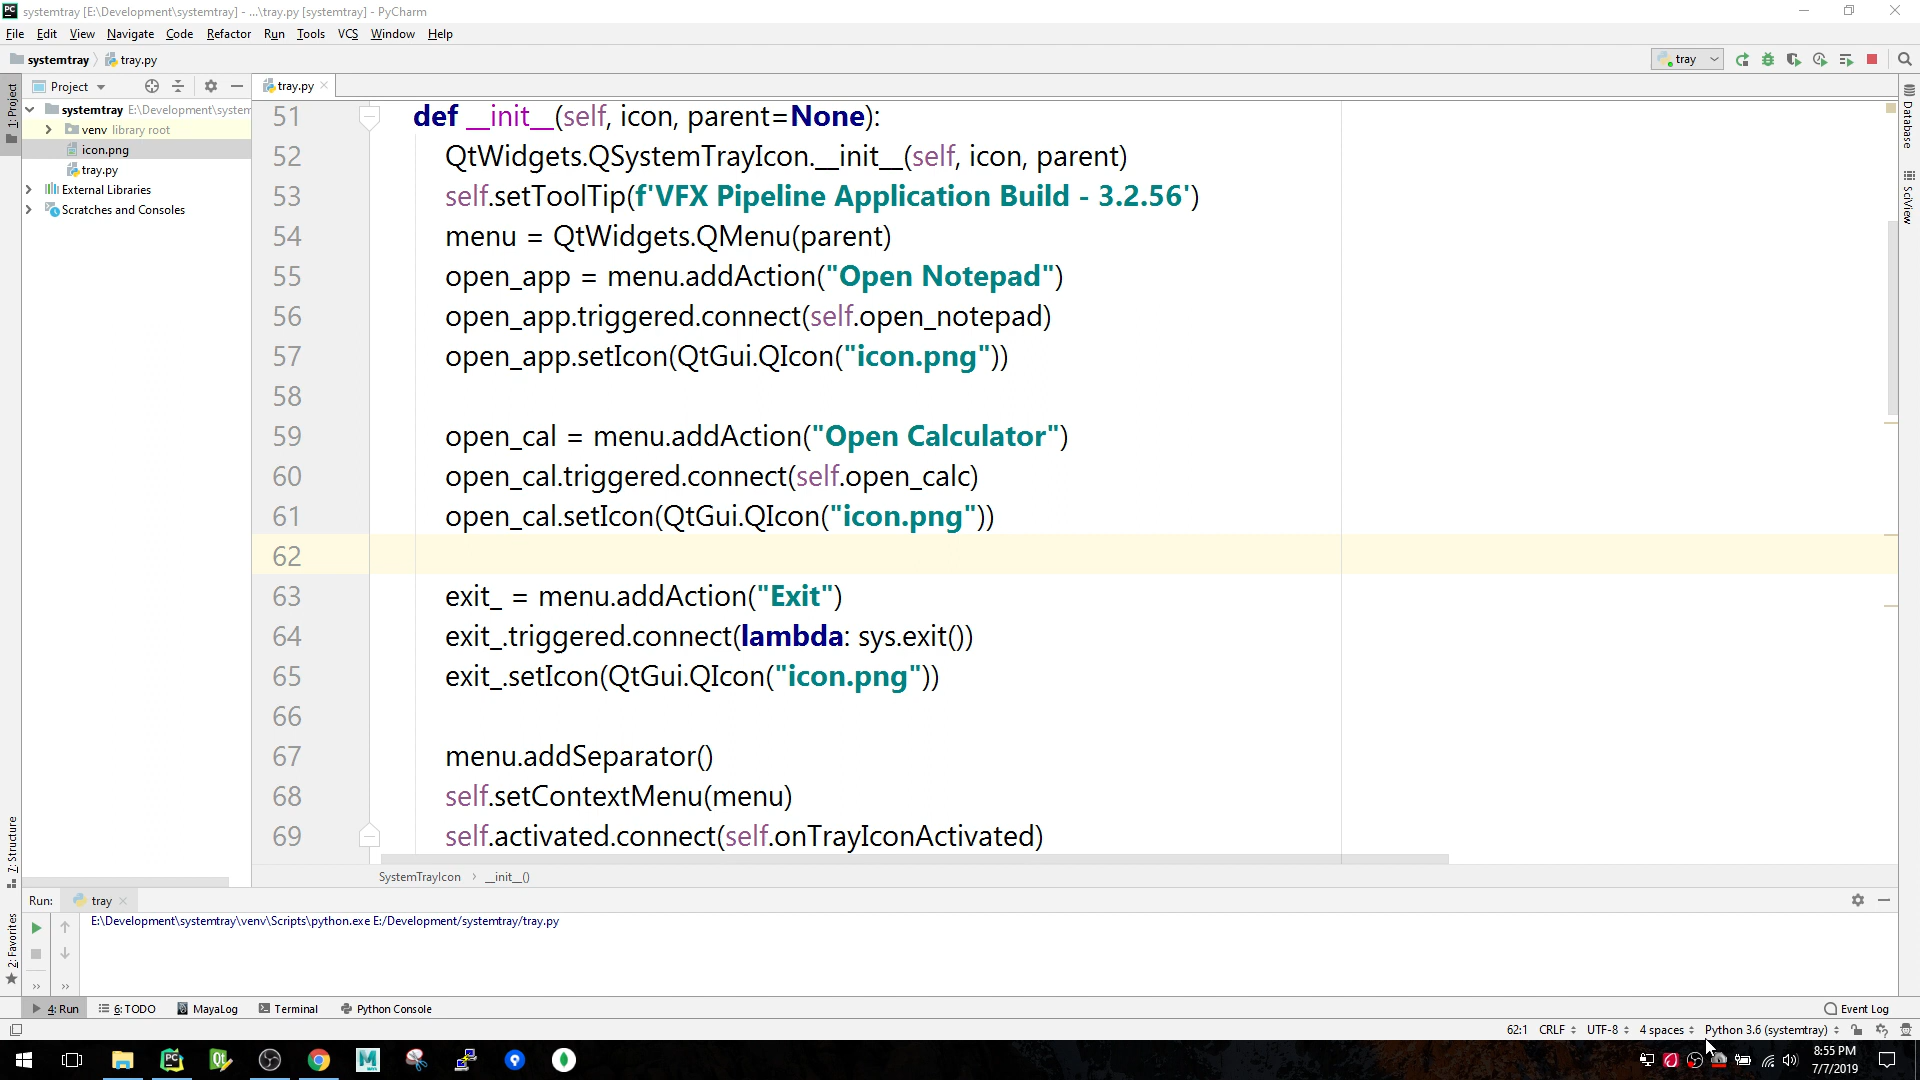 systemtray [E:\Development\systemtray] - ...\tray.py [systemtray] - PyCharm
File Edit View Navigate Code Refactor Run Tools VCS Window Help
systemtray tray.py tray
1: Project Project tray.py
systemtray E:\Development\system
venv library root
icon.png
tray.py
External Libraries
Scratches and Consoles
51 def __init__(self, icon, parent=None):
52 QtWidgets.QSystemTrayIcon.__init__(self, icon, parent)
53 self.setToolTip(f'VFX Pipeline Application Build - 3.2.56')
54 menu = QtWidgets.QMenu(parent)
55 open_app = menu.addAction("Open Notepad")
56 open_app.triggered.connect(self.open_notepad)
57 open_app.setIcon(QtGui.QIcon("icon.png"))
58
59 open_cal = menu.addAction("Open Calculator")
60 open_cal.triggered.connect(self.open_calc)
61 open_cal.setIcon(QtGui.QIcon("icon.png"))
62
63 exit_ = menu.addAction("Exit")
64 exit_.triggered.connect(lambda: sys.exit())
65 exit_.setIcon(QtGui.QIcon("icon.png"))
66
67 menu.addSeparator()
68 self.setContextMenu(menu)
69 self.activated.connect(self.onTrayIconActivated)
SystemTrayIcon › __init__()
Database
SciView
7: Structure
2: Favorites
Run: tray
E:\Development\systemtray\venv\Scripts\python.exe E:/Development/systemtray/tray.py
4: Run 6: TODO MayaLog Terminal Python Console Event Log
62:1 CRLF UTF-8 4 spaces Python 3.6 (systemtray)
8:55 PM
7/7/2019